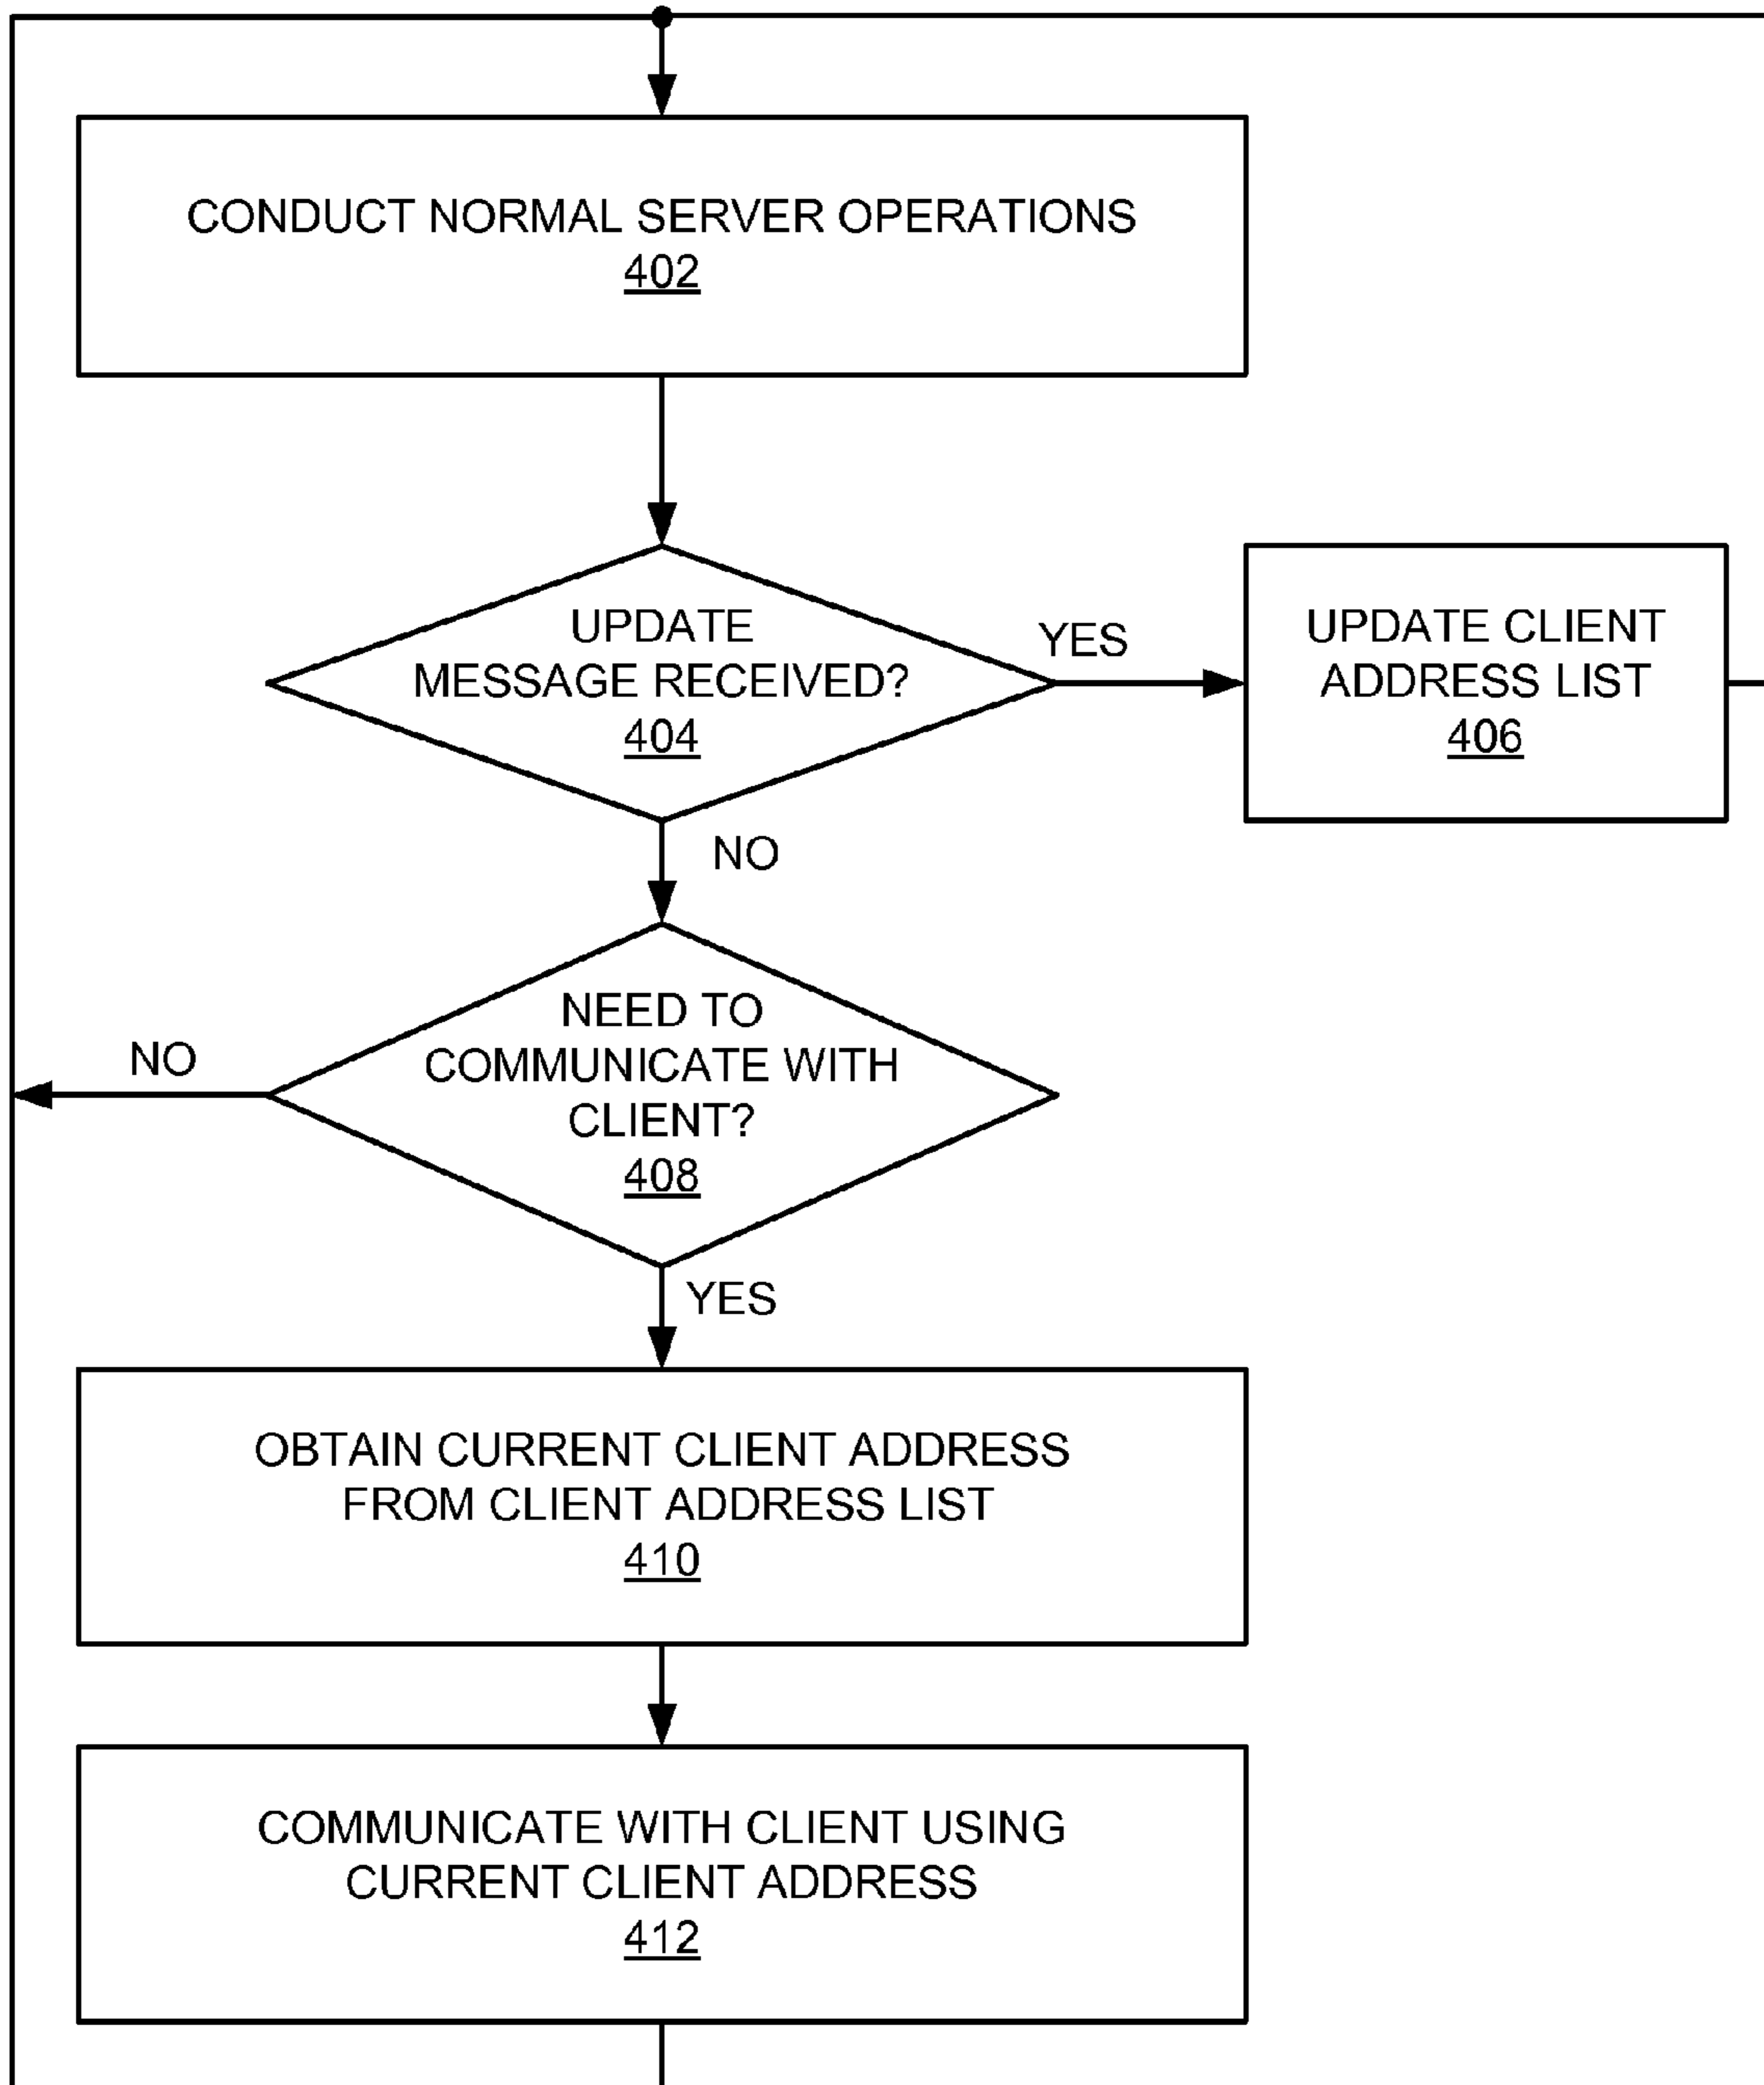 CONDUCT NORMAL SERVER OPERATIONS
402
UPDATE
MESSAGE RECEIVED?
404
YES
UPDATE CLIENT
ADDRESS LIST
406
NO
NEED TO
COMMUNICATE WITH
CLIENT?
408
NO
YES
OBTAIN CURRENT CLIENT ADDRESS
FROM CLIENT ADDRESS LIST
410
COMMUNICATE WITH CLIENT USING
CURRENT CLIENT ADDRESS
412